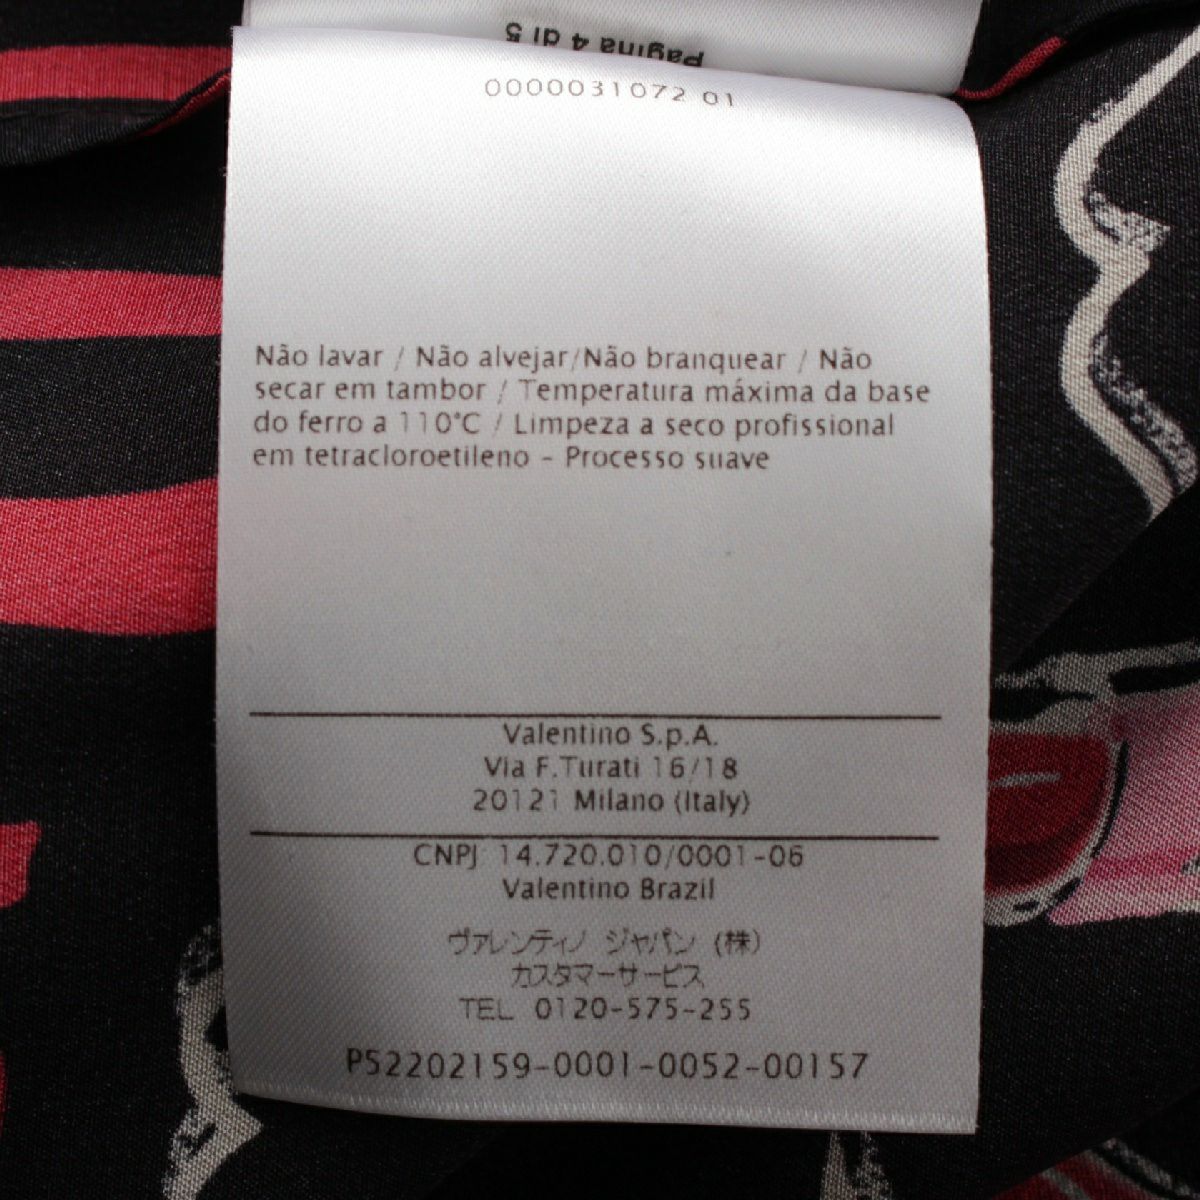 pagina 4 di 5
0000031072 01
Não lavar / Não alvejar/Não branquear / Não
secar em tambor / Temperatura máxima da base
do ferro a 110°C / Limpeza a seco profissional
em tetracloroetileno - Processo suave
Valentino S.p.A.
Via F.Turati 16/18
20121 Milano (Italy)
CNPJ 14.720.010/0001-06
Valentino Brazil
ヴァレンティノ ジャパン (株)
カスタマーサービス
TEL 0120-575-255
P52202159-0001-0052-00157